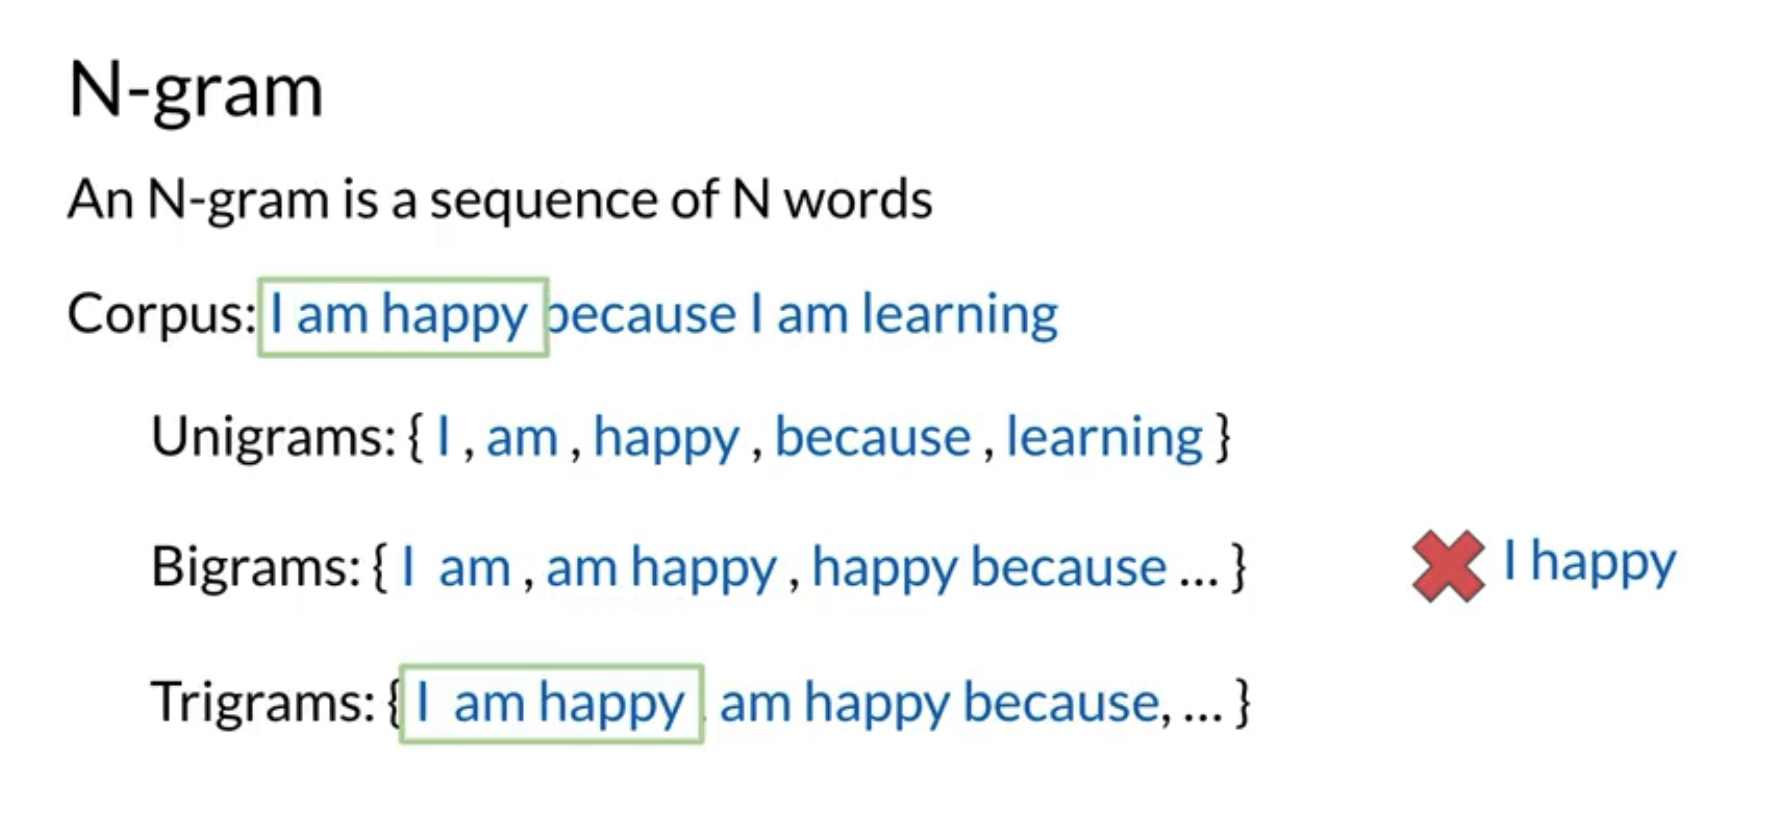 N-gram
An N-gram is a sequence of N words
Corpus: I am happy because I am learning
Unigrams: { I , am , happy , because , learning }
Bigrams: { I am , am happy , happy because ... }
I happy
Trigrams: { I am happy , am happy because, ... }